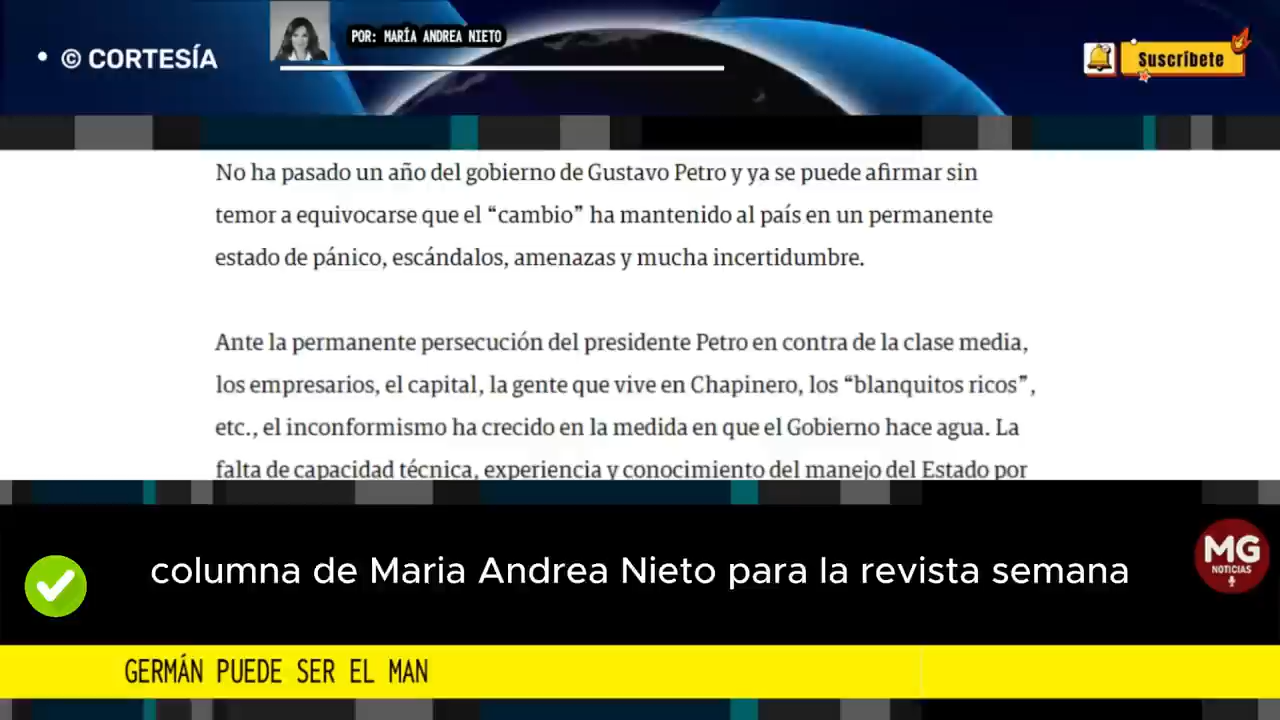 • © CORTESÍA
POR: MARÍA ANDREA NIETO
Suscríbete
No ha pasado un año del gobierno de Gustavo Petro y ya se puede afirmar sin
temor a equivocarse que el “cambio” ha mantenido al país en un permanente
estado de pánico, escándalos, amenazas y mucha incertidumbre.
Ante la permanente persecución del presidente Petro en contra de la clase media,
los empresarios, el capital, la gente que vive en Chapinero, los “blanquitos ricos”,
etc., el inconformismo ha crecido en la medida en que el Gobierno hace agua. La
falta de capacidad técnica, experiencia y conocimiento del manejo del Estado por
columna de Maria Andrea Nieto para la revista semana
MG
NOTICIAS
GERMÁN PUEDE SER EL MAN